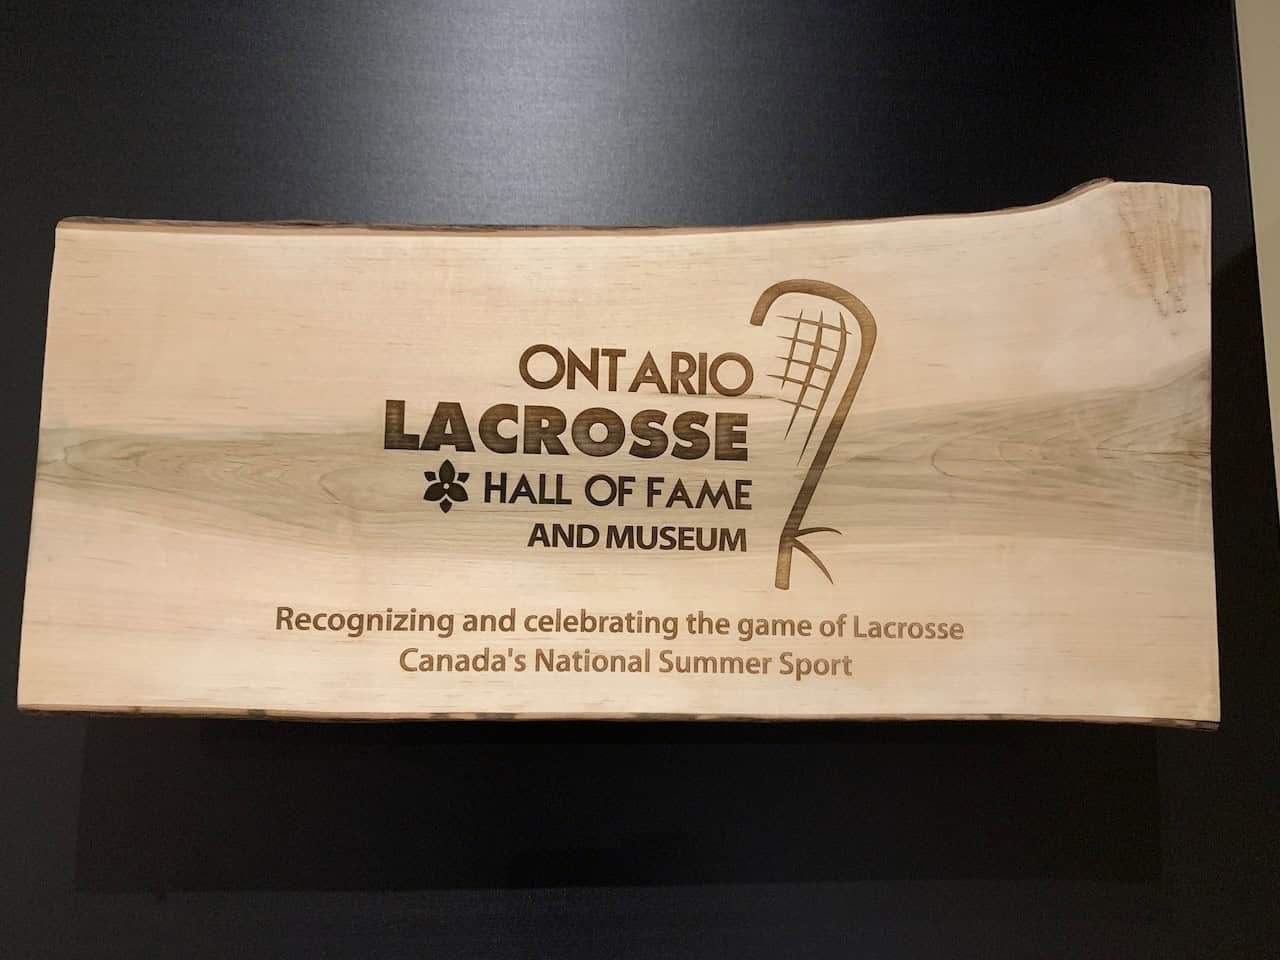 ONTARIO
LACROSSE
HALL OF FAME
AND MUSEUM
Recognizing and celebrating the game of Lacrosse
Canada's National Summer Sport